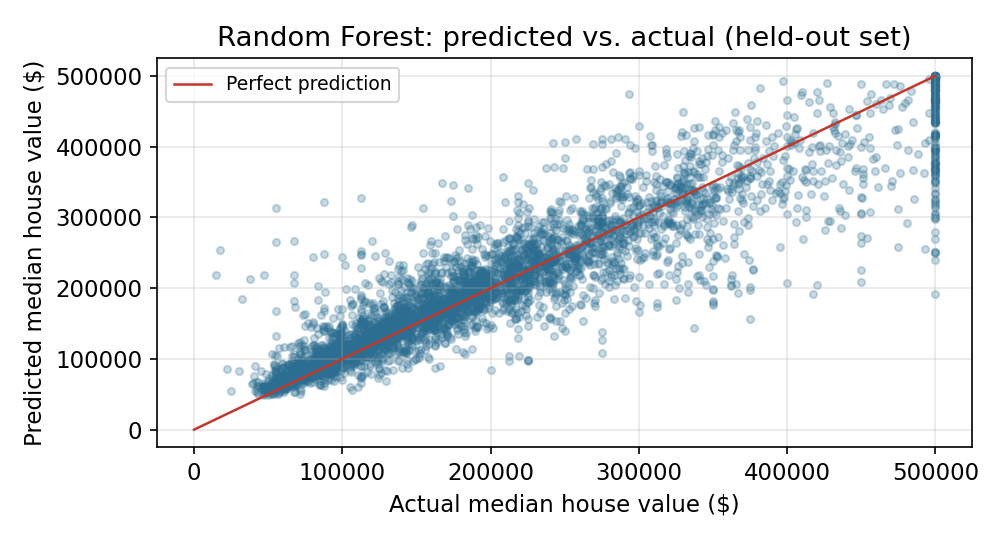 Random Forest: predicted vs. actual (held-out set)
Perfect prediction
Predicted median house value ($)
500000
400000
300000
200000
100000
0
0 100000 200000 300000 400000 500000
Actual median house value ($)